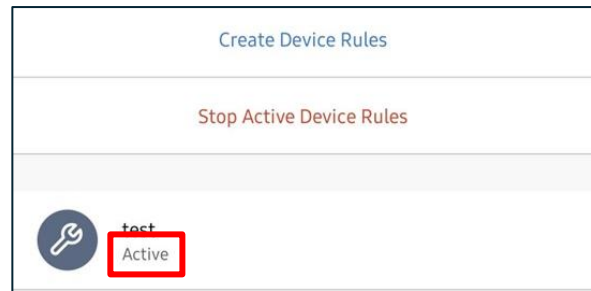 Create Device Rules
Stop Active Device Rules
test
Active